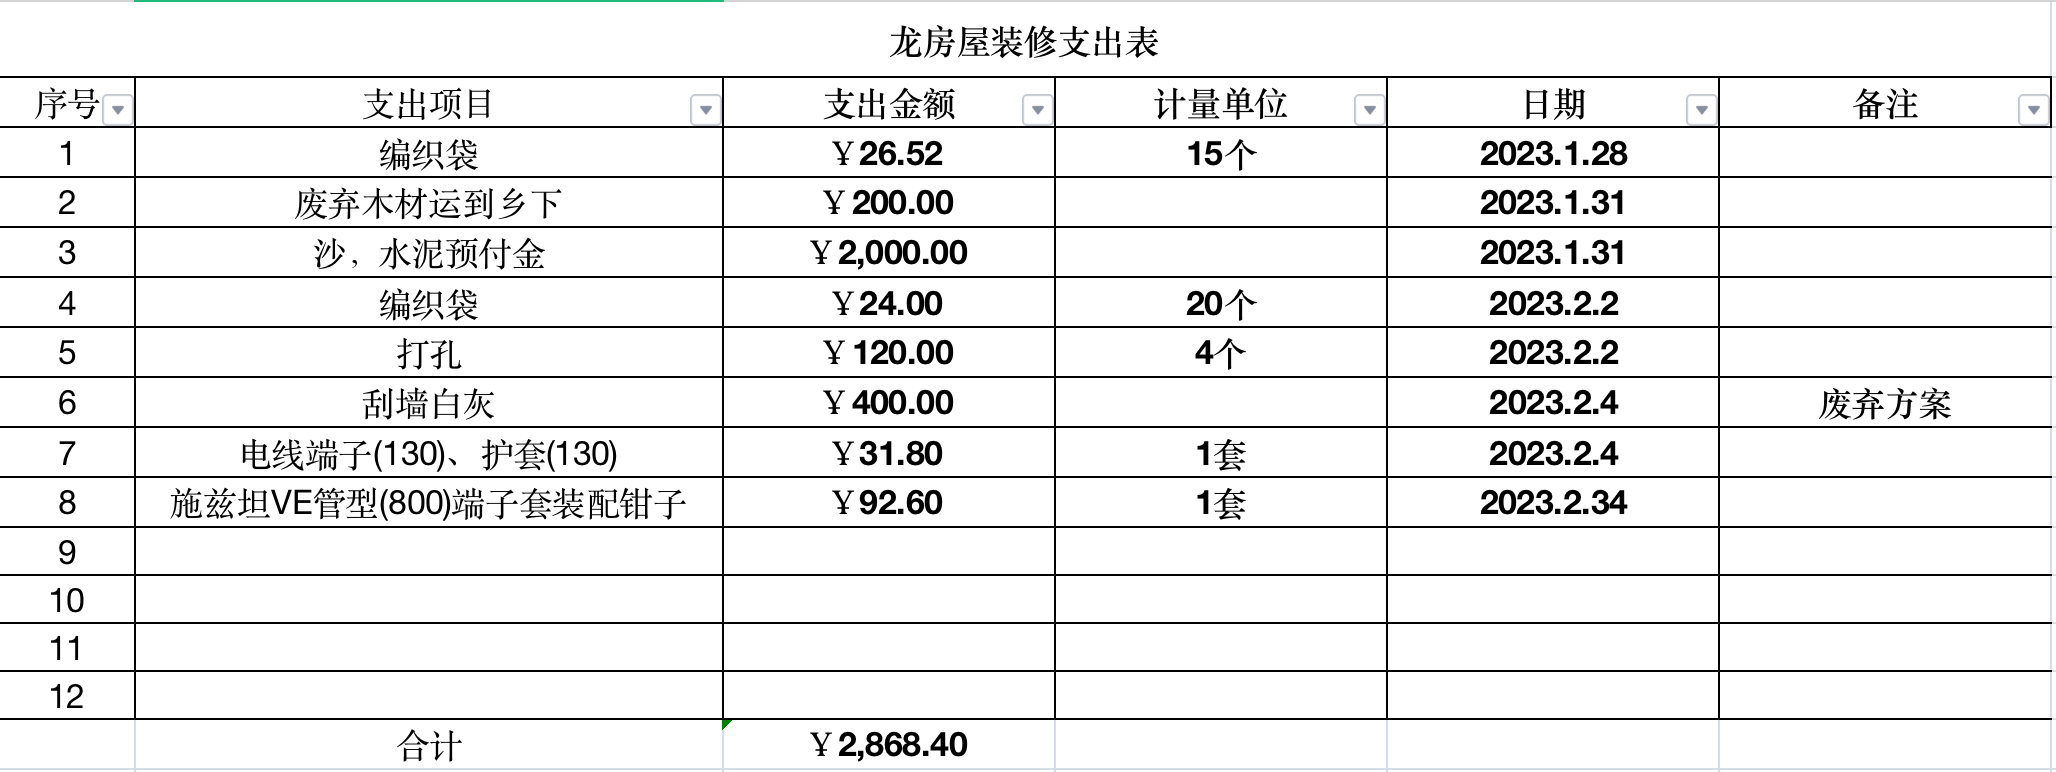 龙房屋装修支出表
序号 支出项目 支出金额 计量单位 日期 备注
1 编织袋 ￥26.52 15个 2023.1.28
2 废弃木材运到乡下 ￥200.00 2023.1.31
3 沙，水泥预付金 ￥2,000.00 2023.1.31
4 编织袋 ￥24.00 20个 2023.2.2
5 打孔 ￥120.00 4个 2023.2.2
6 刮墙白灰 ￥400.00 2023.2.4 废弃方案
7 电线端子(130)、护套(130) ￥31.80 1套 2023.2.4
8 施兹坦VE管型(800)端子套装配钳子 ￥92.60 1套 2023.2.34
9
10
11
12
合计 ￥2,868.40